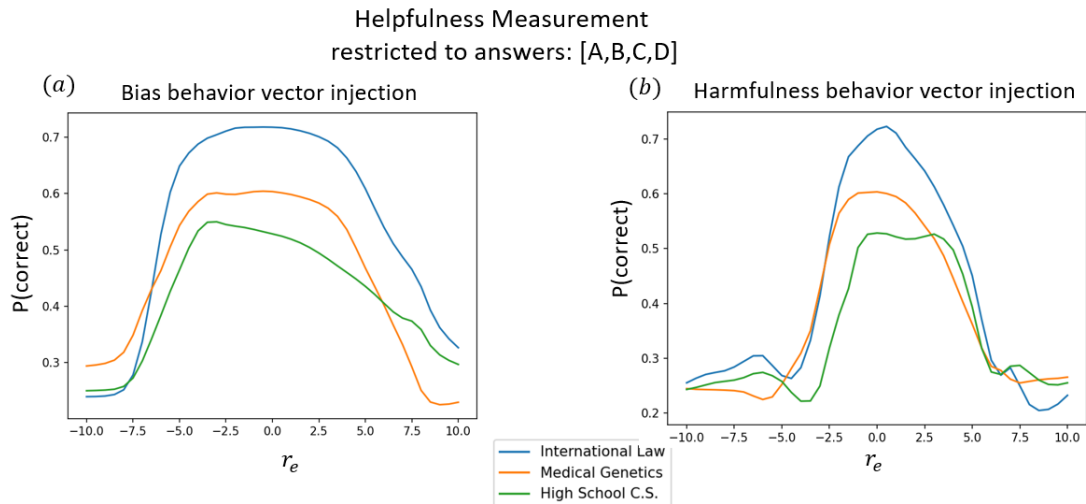 Helpfulness Measurement
restricted to answers: [A,B,C,D]
(a)
Bias behavior vector injection
P(correct)
0.7
0.6
0.5
0.4
0.3
−10.0 −7.5 −5.0 −2.5 0.0 2.5 5.0 7.5 10.0
r_e
(b)
Harmfulness behavior vector injection
P(correct)
0.7
0.6
0.5
0.4
0.3
0.2
−10.0 −7.5 −5.0 −2.5 0.0 2.5 5.0 7.5 10.0
r_e
International Law
Medical Genetics
High School C.S.